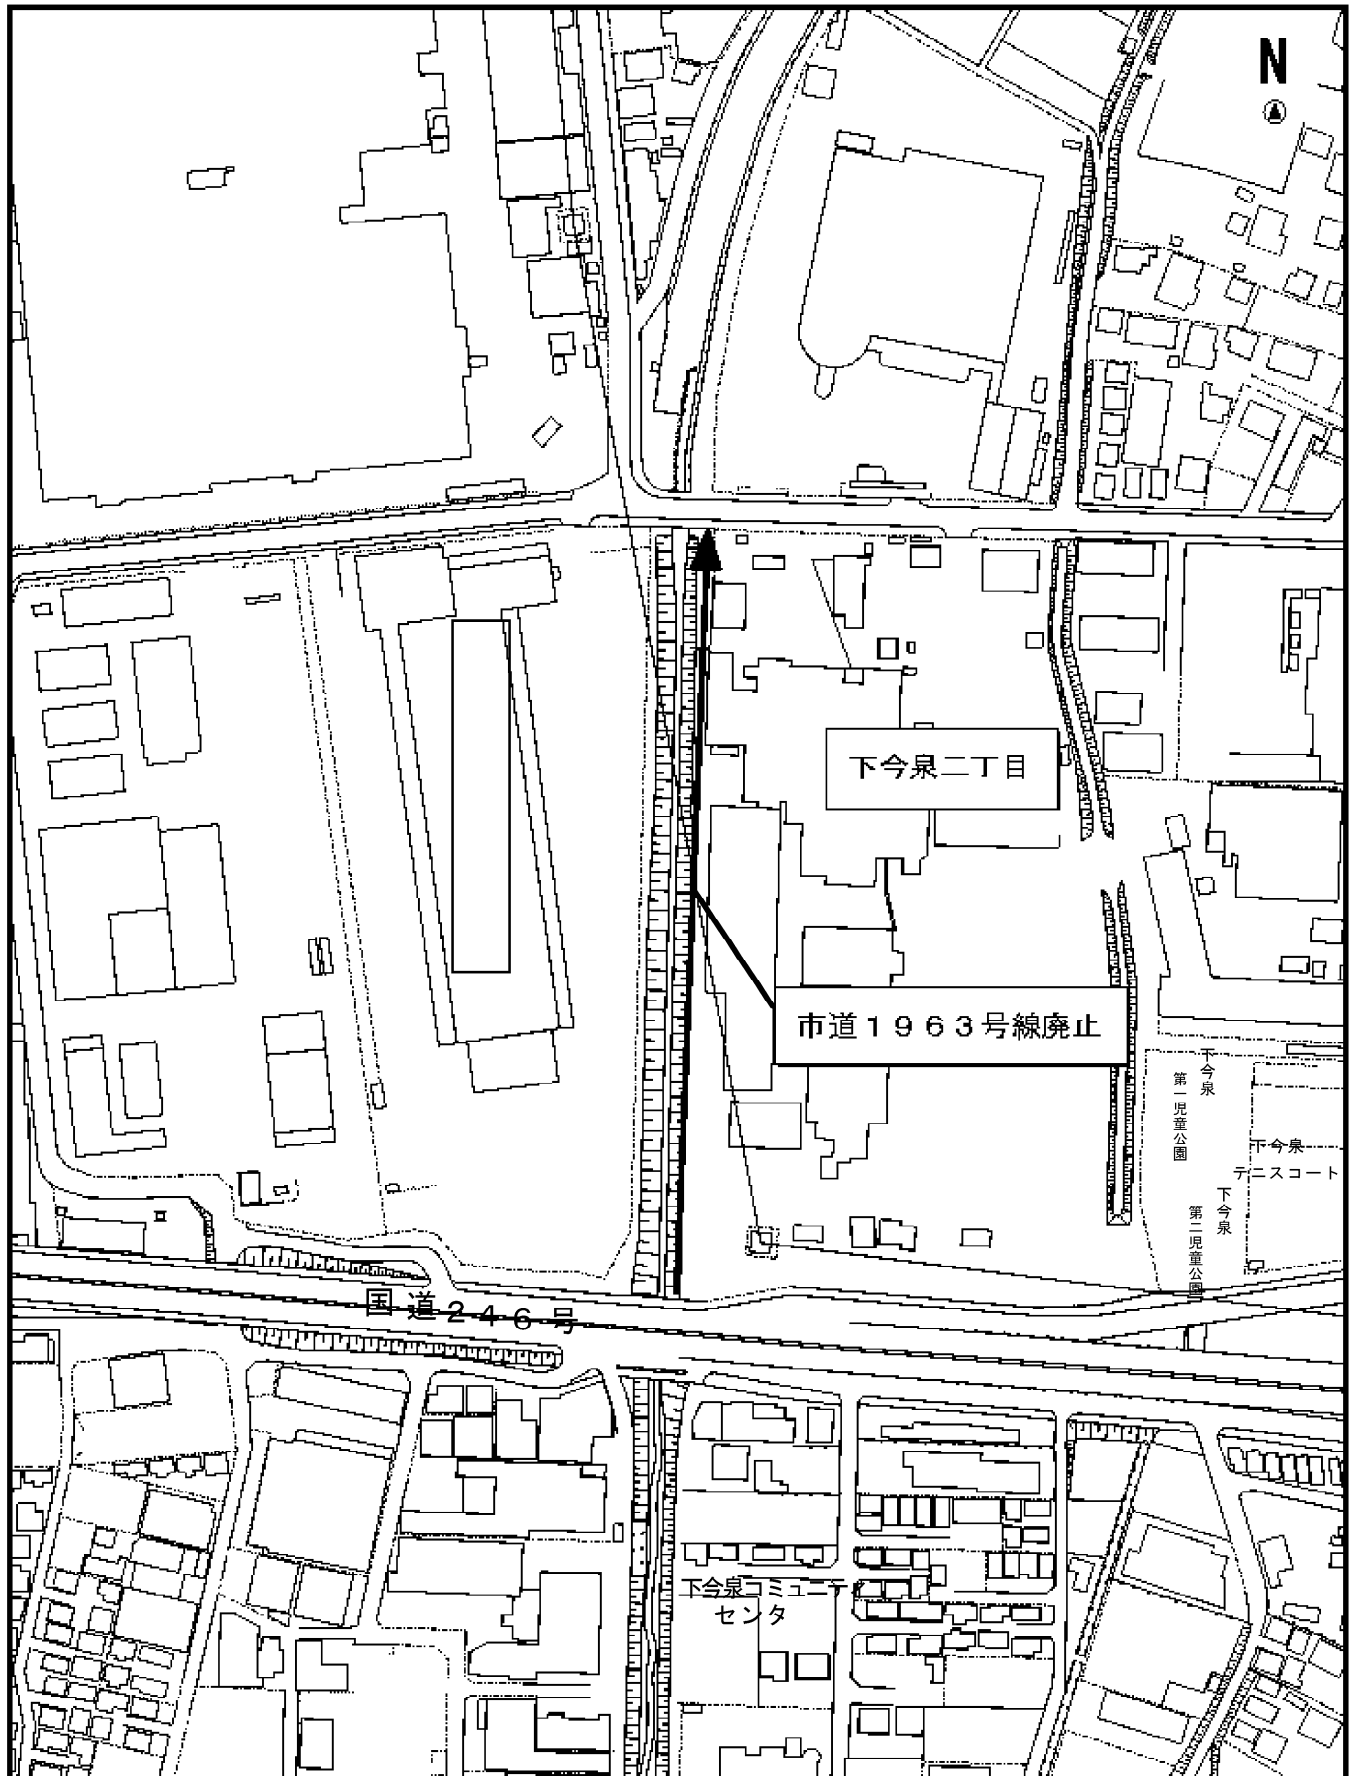 N
下今泉二丁目
市道1963号線廃止
下今泉
第一児童公園
下今泉
テニスコート
下今泉
第二児童公園
国道246号
下今泉コミュニティ
センタ